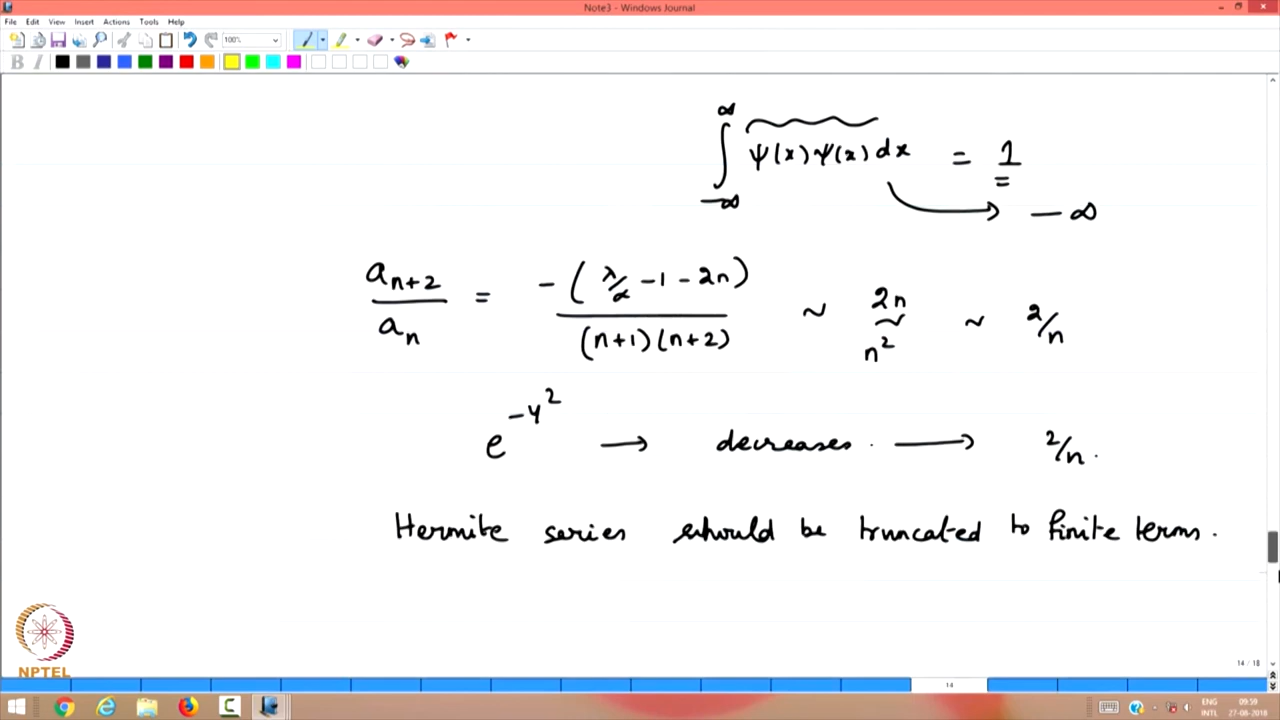 Note3 - Windows Journal
File Edit View Insert Actions Tools Help
100%
B I
∫_{-∞}^{∞} ψ(x) ψ(x) dx = 1
→ -∞
a_{n+2} / a_n = -(λ/α - 1 - 2n) / (n+1)(n+2) ~ 2n / n² ~ 2/n
e^{-y²} → decreases. → 2/n.
Hermite series should be truncated to finite terms.
14 / 18
NPTEL
14
ENG 09:59
INTL 27-08-2018